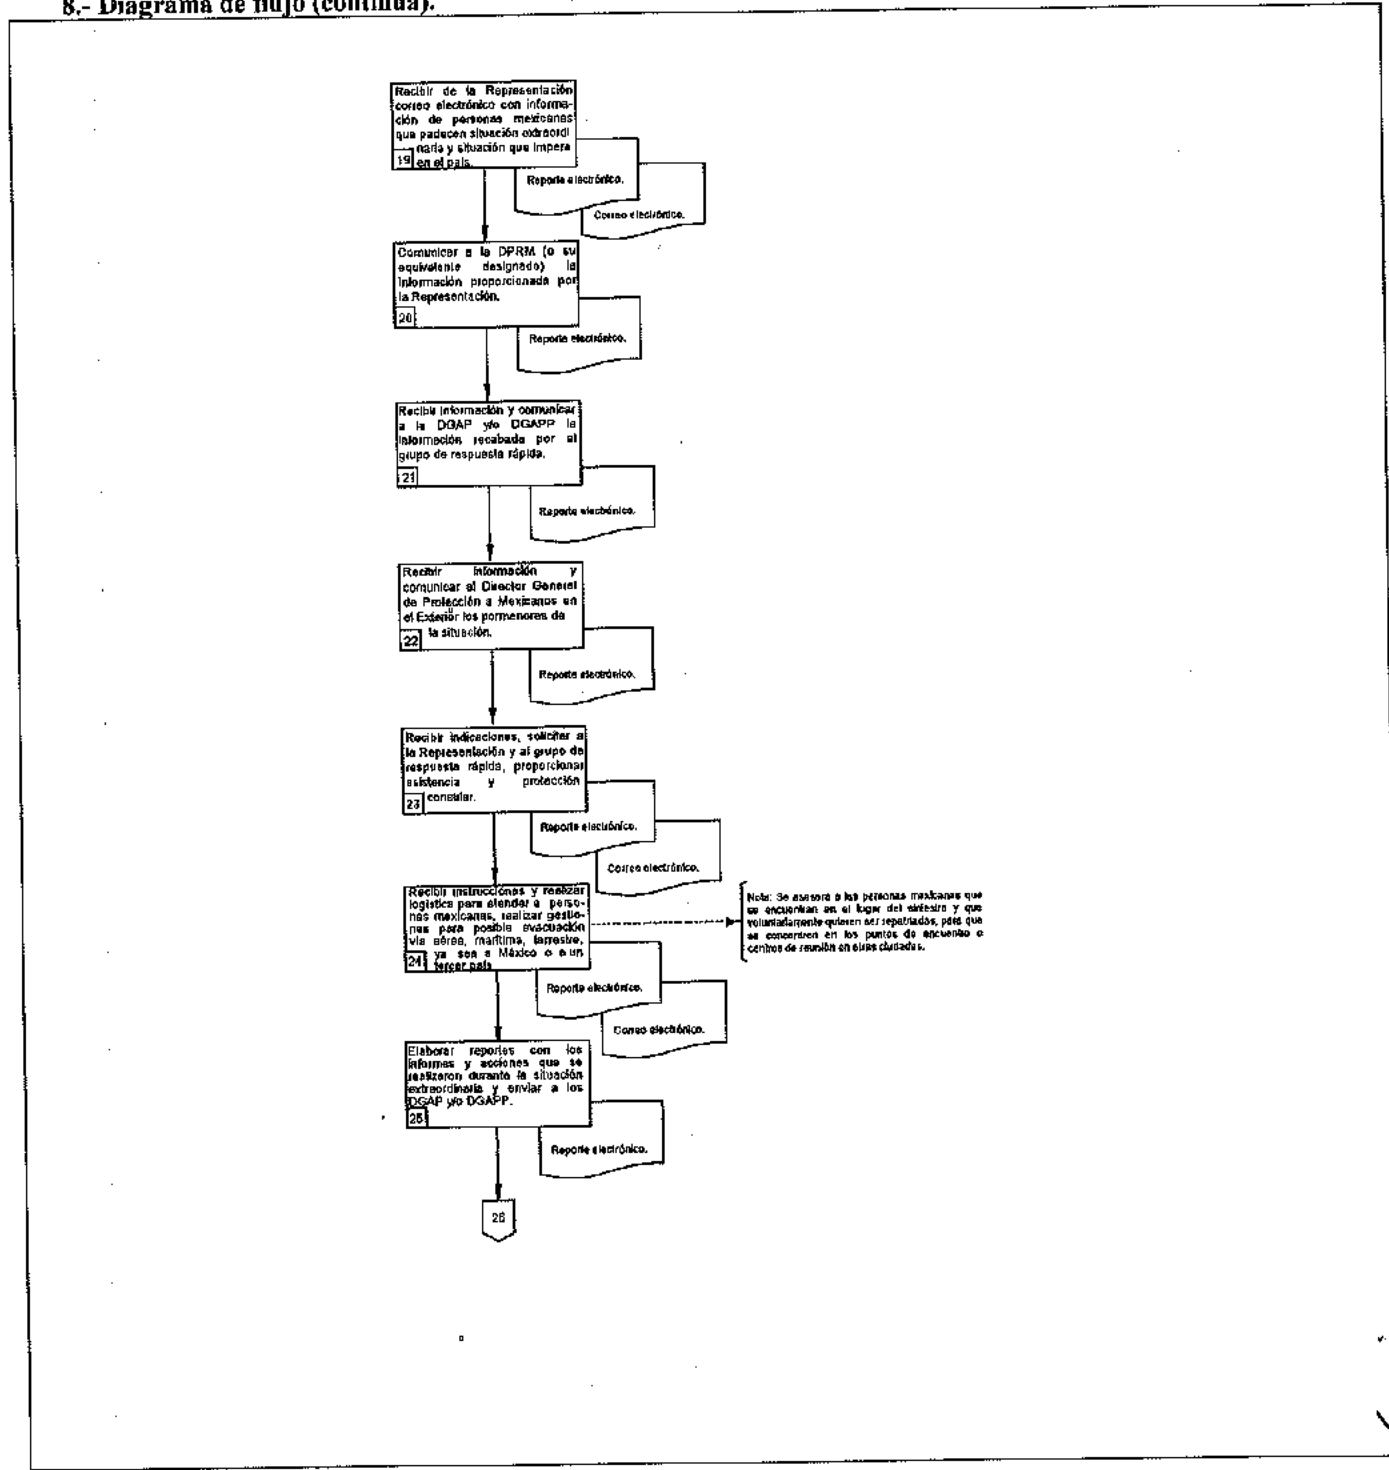 8.- Diagrama de flujo (continua).
Recibir de la Representación
correo electrónico con informa-
ción de personas mexicanas
que padecen situación extraordi
naria y situación que impera
19 en el país.
Reporte electrónico.
Correo electrónico.
Comunicar a la DPRM (o su
equivalente designado) la
información proporcionada por
la Representación.
20
Reporte electrónico.
Recibir información y comunicar
a la DGAP y/o DGAPP la
información recabada por el
grupo de respuesta rápida.
21
Reporte electrónico.
Recibir información y
comunicar al Director General
de Protección a Mexicanos en
el Exterior los pormenores de
22 la situación.
Reporte electrónico.
Recibir indicaciones, solicitar a
la Representación y al grupo de
respuesta rápida, proporcionar
asistencia y protección
23 consular.
Reporte electrónico.
Correo electrónico.
Recibir instrucciones y realizar
logística para atender a perso-
nas mexicanas, realizar gestio-
nes para posible evacuación
vía aérea, marítima, terrestre,
24 ya sea a México o a un
tercer país
Nota: Se asesora a las personas mexicanas que
se encuentran en el lugar del siniestro y que
voluntariamente quieren ser repatriadas, para que
se concentren en los puntos de encuentro o
centros de reunión en otras ciudades.
Reporte electrónico.
Correo electrónico.
Elaborar reportes con los
informes y acciones que se
realizaron durante la situación
extraordinaria y enviar a los
DGAP y/o DGAPP.
25
Reporte electrónico.
26